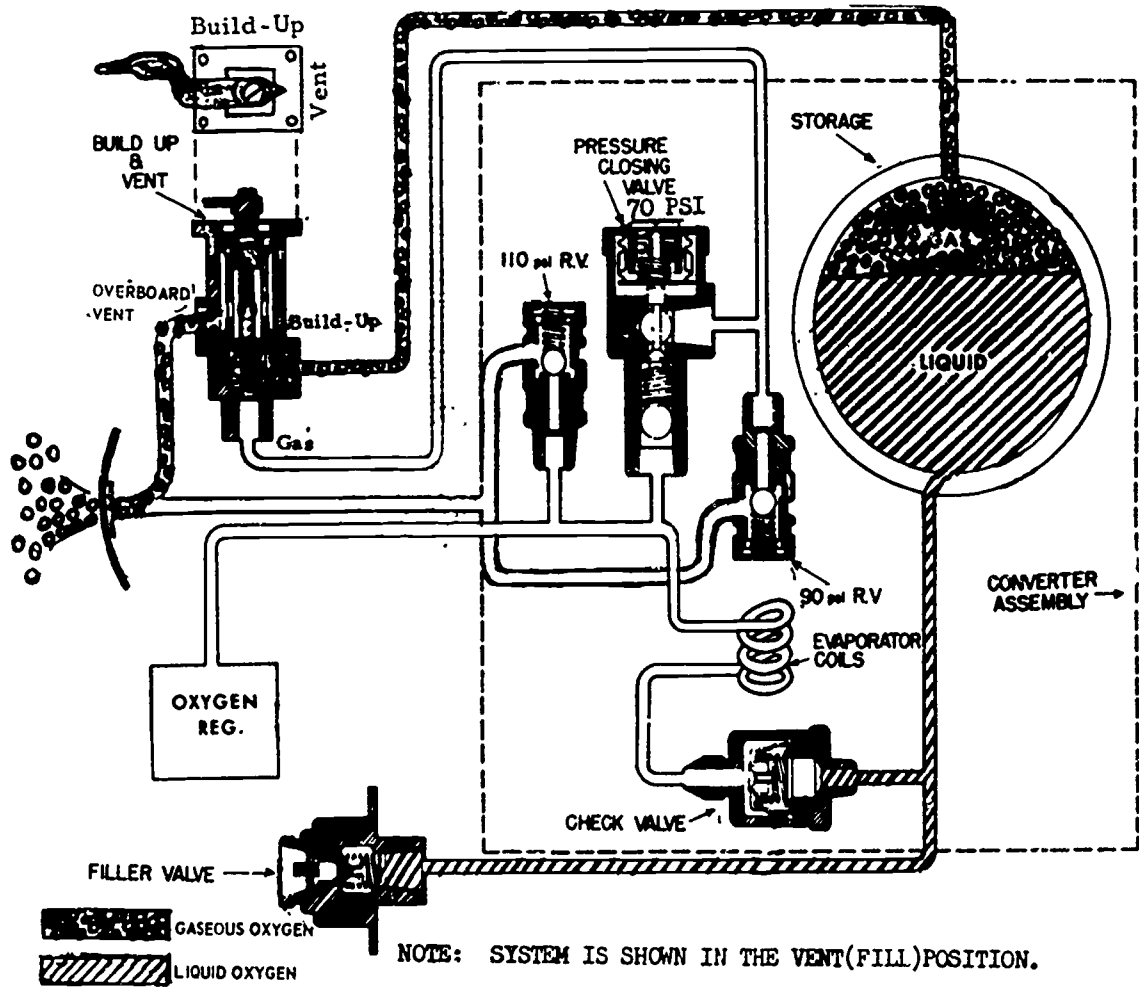 Build-Up
Vent
BUILD UP
&
VENT
OVERBOARD
VENT
Build-Up
Gas
110 psi R.V.
PRESSURE
CLOSING
VALVE
70 PSI
STORAGE
GAS
LIQUID
90 psi R.V
CONVERTER
ASSEMBLY
EVAPORATOR
COILS
OXYGEN
REG.
CHECK VALVE
FILLER VALVE
GASEOUS OXYGEN
LIQUID OXYGEN
NOTE: SYSTEM IS SHOWN IN THE VENT(FILL)POSITION.